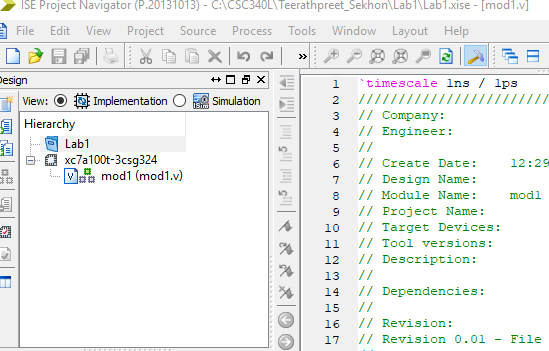 ISE Project Navigator (P.20131013) - C:\CSC340L\Teerathpreet_Sekhon\Lab1\Lab1.xise - [mod1.v]
File Edit View Project Source Process Tools Window Layout Help
Design
View: Implementation Simulation
Hierarchy
Lab1
xc7a100t-3csg324
mod1 (mod1.v)
1 `timescale 1ns / 1ps
2 //////////////////////////////
3 // Company:
4 // Engineer:
5 //
6 // Create Date: 12:29
7 // Design Name:
8 // Module Name: mod1
9 // Project Name:
10 // Target Devices:
11 // Tool versions:
12 // Description:
13 //
14 // Dependencies:
15 //
16 // Revision:
17 // Revision 0.01 - File